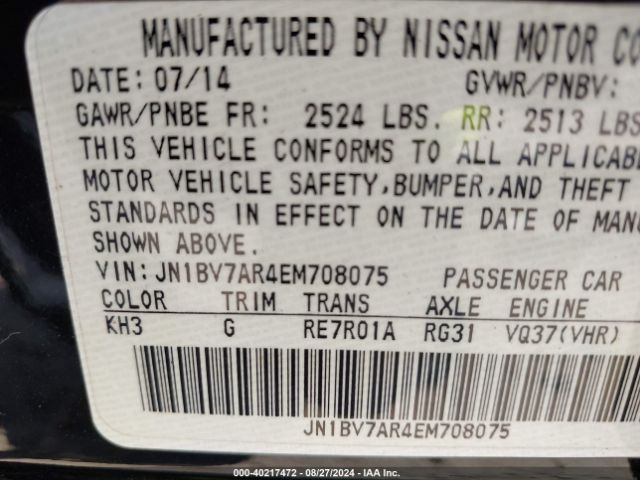 MANUFACTURED BY NISSAN MOTOR CO
DATE: 07/14 GVWR/PNBV:
GAWR/PNBE FR: 2524 LBS. RR: 2513 LBS
THIS VEHICLE CONFORMS TO ALL APPLICABL
MOTOR VEHICLE SAFETY,BUMPER,AND THEFT
STANDARDS IN EFFECT ON THE DATE OF MANU
SHOWN ABOVE.
VIN:JN1BV7AR4EM708075 PASSENGER CAR
COLOR TRIM TRANS AXLE ENGINE
KH3 G RE7R01A RG31 VQ37(VHR)
JN1BV7AR4EM708075
000-40217472 — 08/27/2024 — IAA Inc.